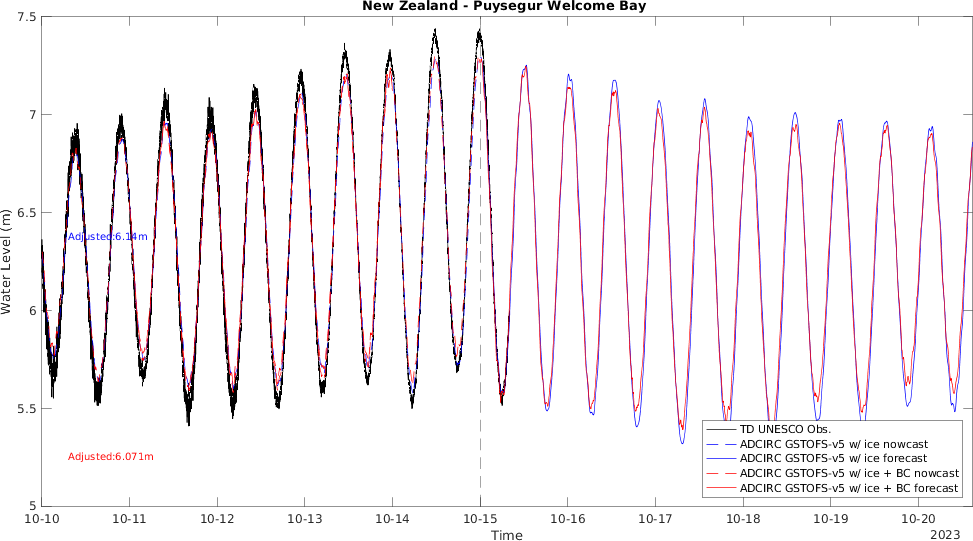 New Zealand - Puysegur Welcome Bay
7.5
7
6.5
6
5.5
5
Water Level (m)
Adjusted:6.14m
Adjusted:6.071m
TD UNESCO Obs.
ADCIRC GSTOFS-v5 w/ ice nowcast
ADCIRC GSTOFS-v5 w/ ice forecast
ADCIRC GSTOFS-v5 w/ ice + BC nowcast
ADCIRC GSTOFS-v5 w/ ice + BC forecast
10-10 10-11 10-12 10-13 10-14 10-15 10-16 10-17 10-18 10-19 10-20
2023
Time